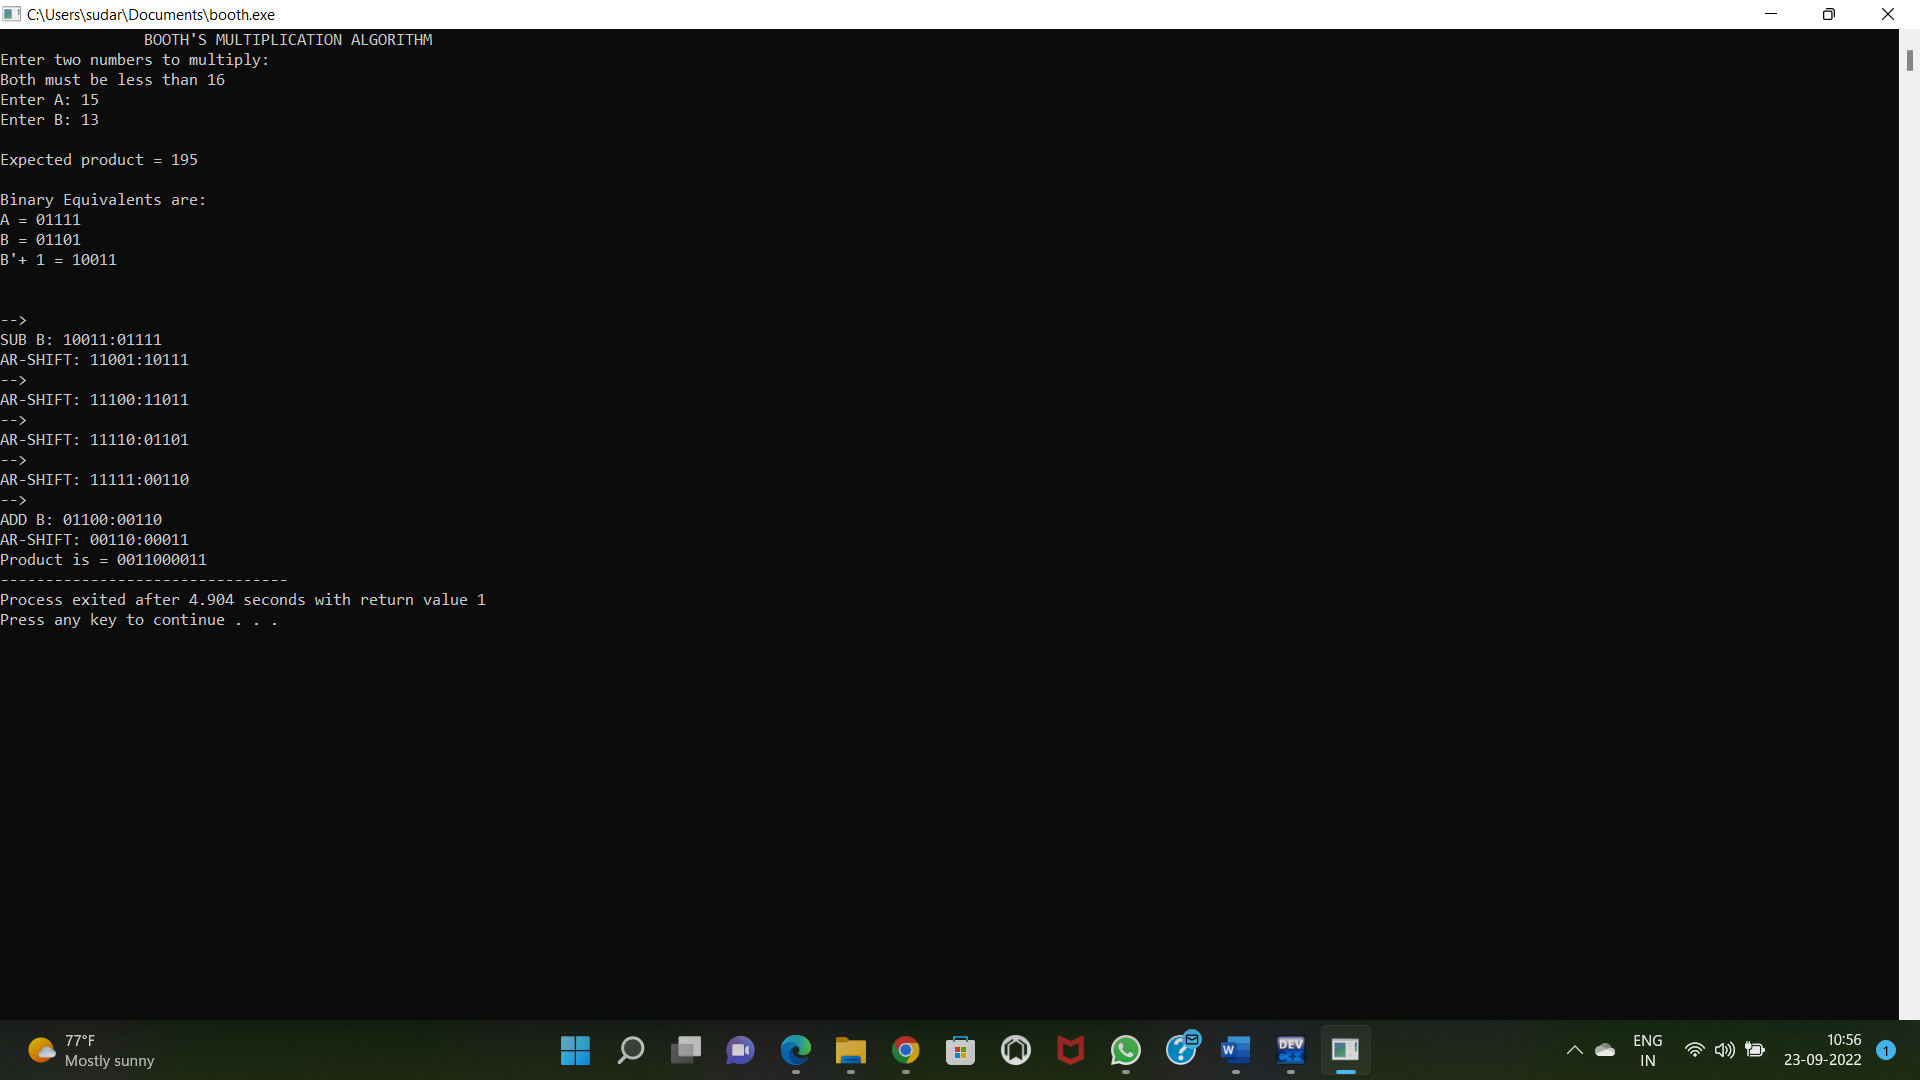 C:\Users\sudar\Documents\booth.exe
BOOTH'S MULTIPLICATION ALGORITHM
Enter two numbers to multiply:
Both must be less than 16
Enter A: 15
Enter B: 13
Expected product = 195
Binary Equivalents are:
A = 01111
B = 01101
B'+ 1 = 10011
-->
SUB B: 10011:01111
AR-SHIFT: 11001:10111
-->
AR-SHIFT: 11100:11011
-->
AR-SHIFT: 11110:01101
-->
AR-SHIFT: 11111:00110
-->
ADD B: 01100:00110
AR-SHIFT: 00110:00011
Product is = 0011000011
--------------------------------
Process exited after 4.904 seconds with return value 1
Press any key to continue . . .
77°F
Mostly sunny
W
DEV
C++
ENG
IN
10:56
23-09-2022
1